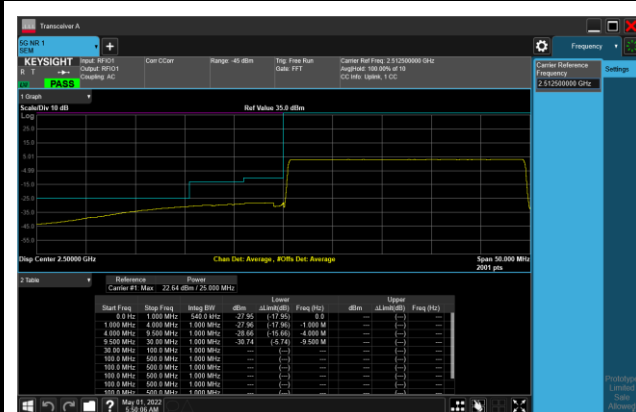 Transceiver A
5G NR 1
SEM
Frequency
KEYSIGHT
R T
PASS
Input: RFIO1
Output: RFIO1
Coupling: AC
Corr CCorr
Range: -45 dBm
Trig: Free Run
Gate: FFT
Carrier Ref Freq: 2.512500000 GHz
Avg|Hold: 100.00% of 10
CC Info: Uplink, 1 CC
Carrier Reference
Frequency
2.512500000 GHz
Settings
1 Graph
Scale/Div 10 dB
Ref Value 35.0 dBm
Log
25.0
15.0
5.01
-4.99
-15.0
-25.0
-35.0
-45.0
-55.0
Disp Center 2.50000 GHz
Chan Det: Average, #Offs Det: Average
Span 50.000 MHz
2001 pts
2 Table
Reference Power
Carrier #1: Max 22.64 dBm / 25.000 MHz
Lower Upper
Start Freq Stop Freq Integ BW dBm ΔLimit(dB) Freq (Hz) dBm ΔLimit(dB) Freq (Hz)
0.0 Hz 1.000 MHz 540.0 kHz -27.95 (-17.95) 0.0 --- (---) ---
1.000 MHz 4.000 MHz 1.000 MHz -27.96 (-17.96) -1.000 M --- (---) ---
4.000 MHz 9.500 MHz 1.000 MHz -28.66 (-15.66) -4.000 M --- (---) ---
9.500 MHz 30.00 MHz 1.000 MHz -30.74 (-5.74) -9.500 M --- (---) ---
30.00 MHz 100.0 MHz 1.000 MHz --- (---) --- --- (---) ---
100.0 MHz 500.0 MHz 1.000 MHz --- (---) --- --- (---) ---
100.0 MHz 500.0 MHz 1.000 MHz --- (---) --- --- (---) ---
100.0 MHz 500.0 MHz 1.000 MHz --- (---) --- --- (---) ---
100.0 MHz 500.0 MHz 1.000 MHz --- (---) --- --- (---) ---
May 01, 2022
5:50:06 AM
Prototype
Limited
Sale
Allowed